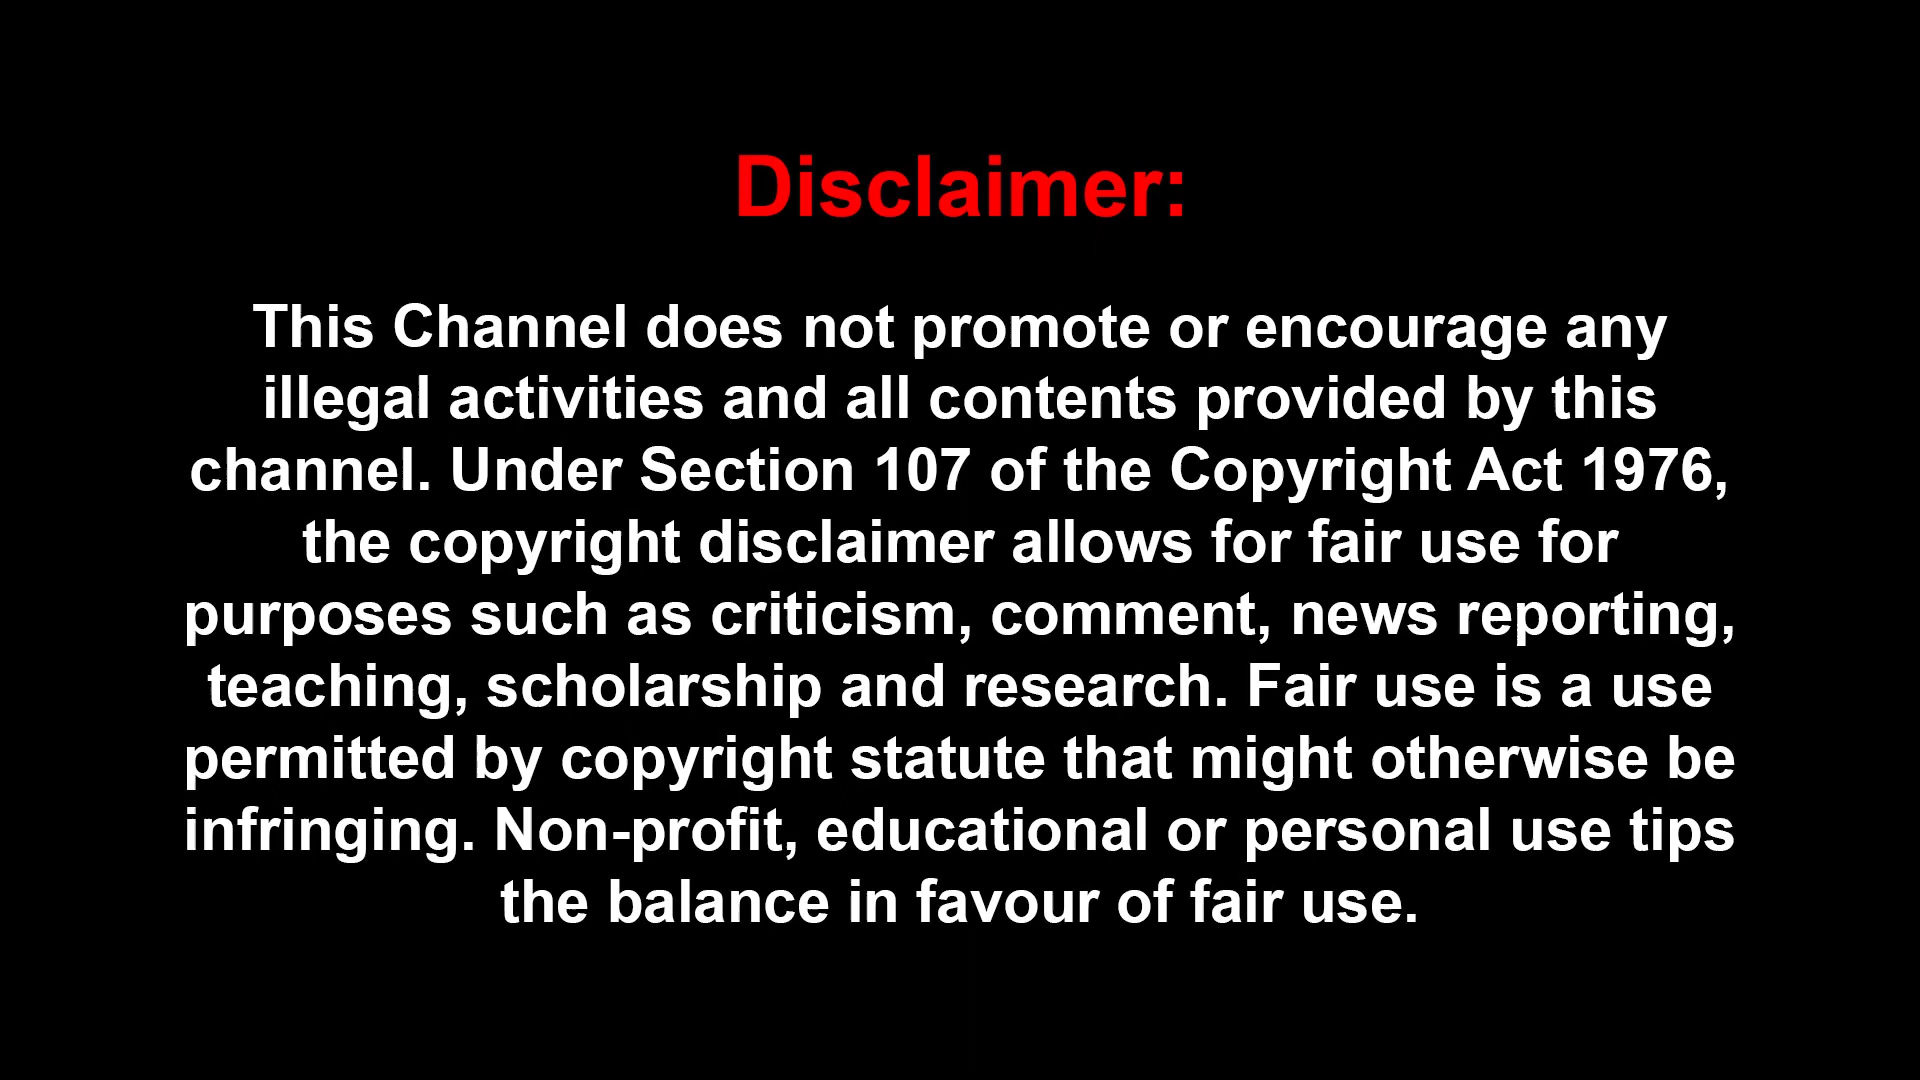 Disclaimer:
This Channel does not promote or encourage any
illegal activities and all contents provided by this
channel. Under Section 107 of the Copyright Act 1976,
the copyright disclaimer allows for fair use for
purposes such as criticism, comment, news reporting,
teaching, scholarship and research. Fair use is a use
permitted by copyright statute that might otherwise be
infringing. Non-profit, educational or personal use tips
the balance in favour of fair use.